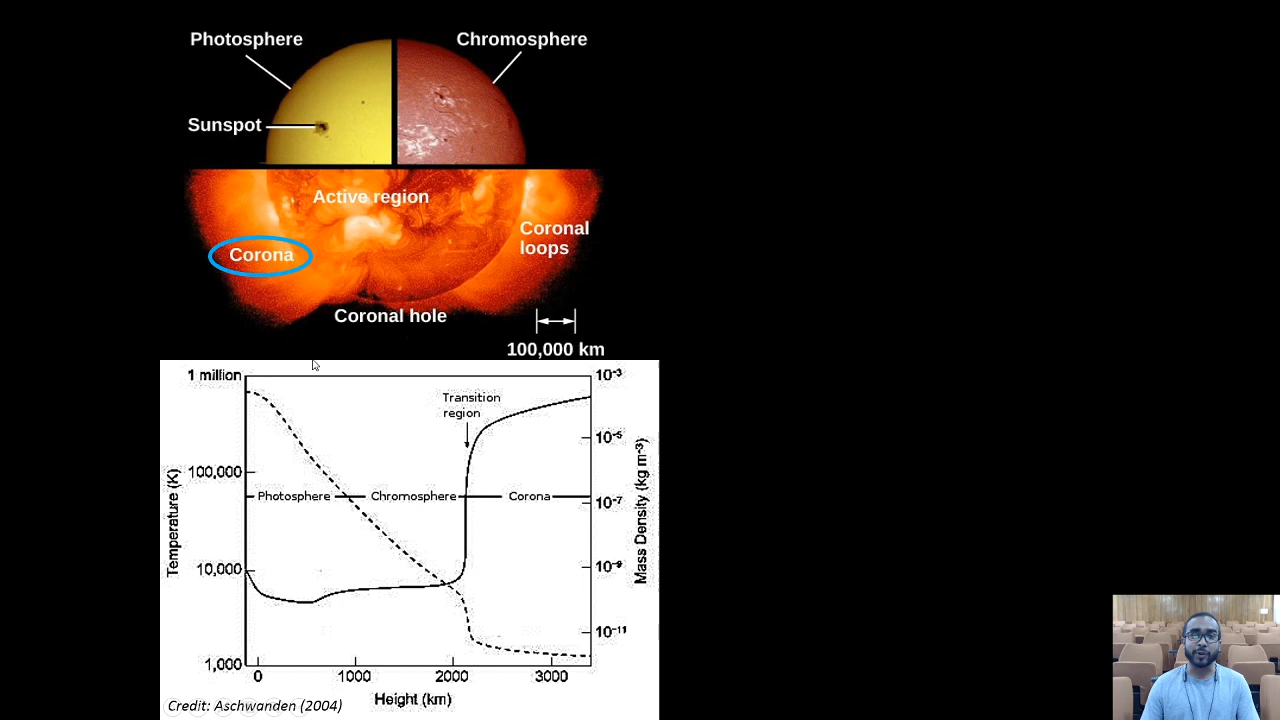 Photosphere
Chromosphere
Sunspot
Active region
Coronal
loops
Corona
Coronal hole
100,000 km
1 million
100,000
10,000
1,000
Temperature (K)
Transition
region
Photosphere
Chromosphere
Corona
10⁻³
10⁻⁵
10⁻⁷
10⁻⁹
10⁻¹¹
Mass Density (kg m⁻³)
0
1000
2000
3000
Height (km)
Credit: Aschwanden (2004)